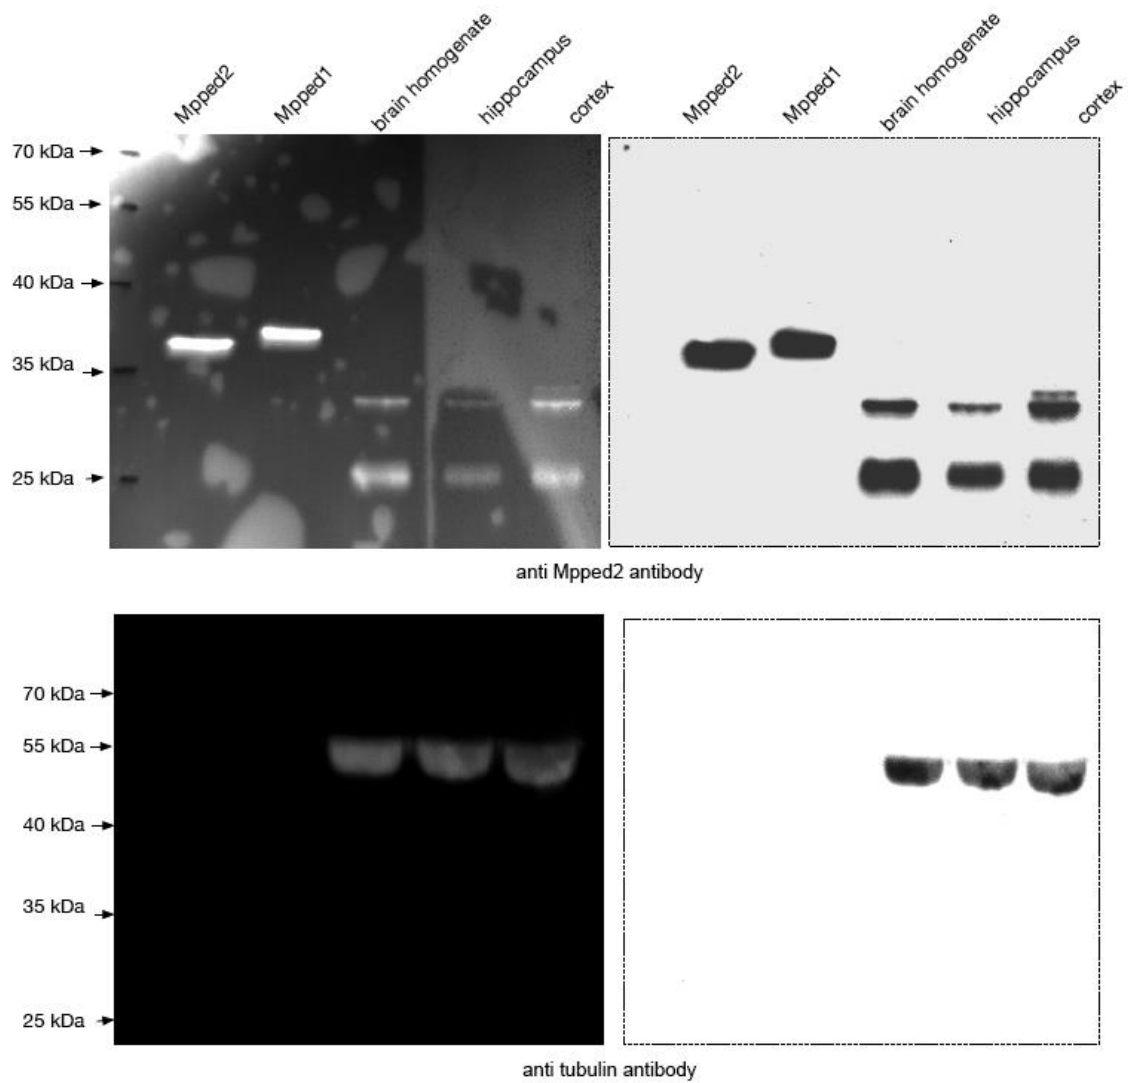 Mpped2
Mpped1
brain homogenate
hippocampus
cortex
Mpped2
Mpped1
brain homogenate
hippocampus
cortex
70 kDa
55 kDa
40 kDa
35 kDa
25 kDa
anti Mpped2 antibody
70 kDa
55 kDa
40 kDa
35 kDa
25 kDa
anti tubulin antibody